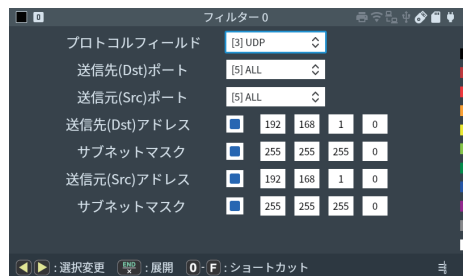 0 フィルター 0
プロトコルフィールド [3] UDP
送信先(Dst)ポート [5] ALL
送信元(Src)ポート [5] ALL
送信先(Dst)アドレス 192 168 1 0
サブネットマスク 255 255 255 0
送信元(Src)アドレス 192 168 1 0
サブネットマスク 255 255 255 0
:選択変更 END x :展開 0-F:ショートカット